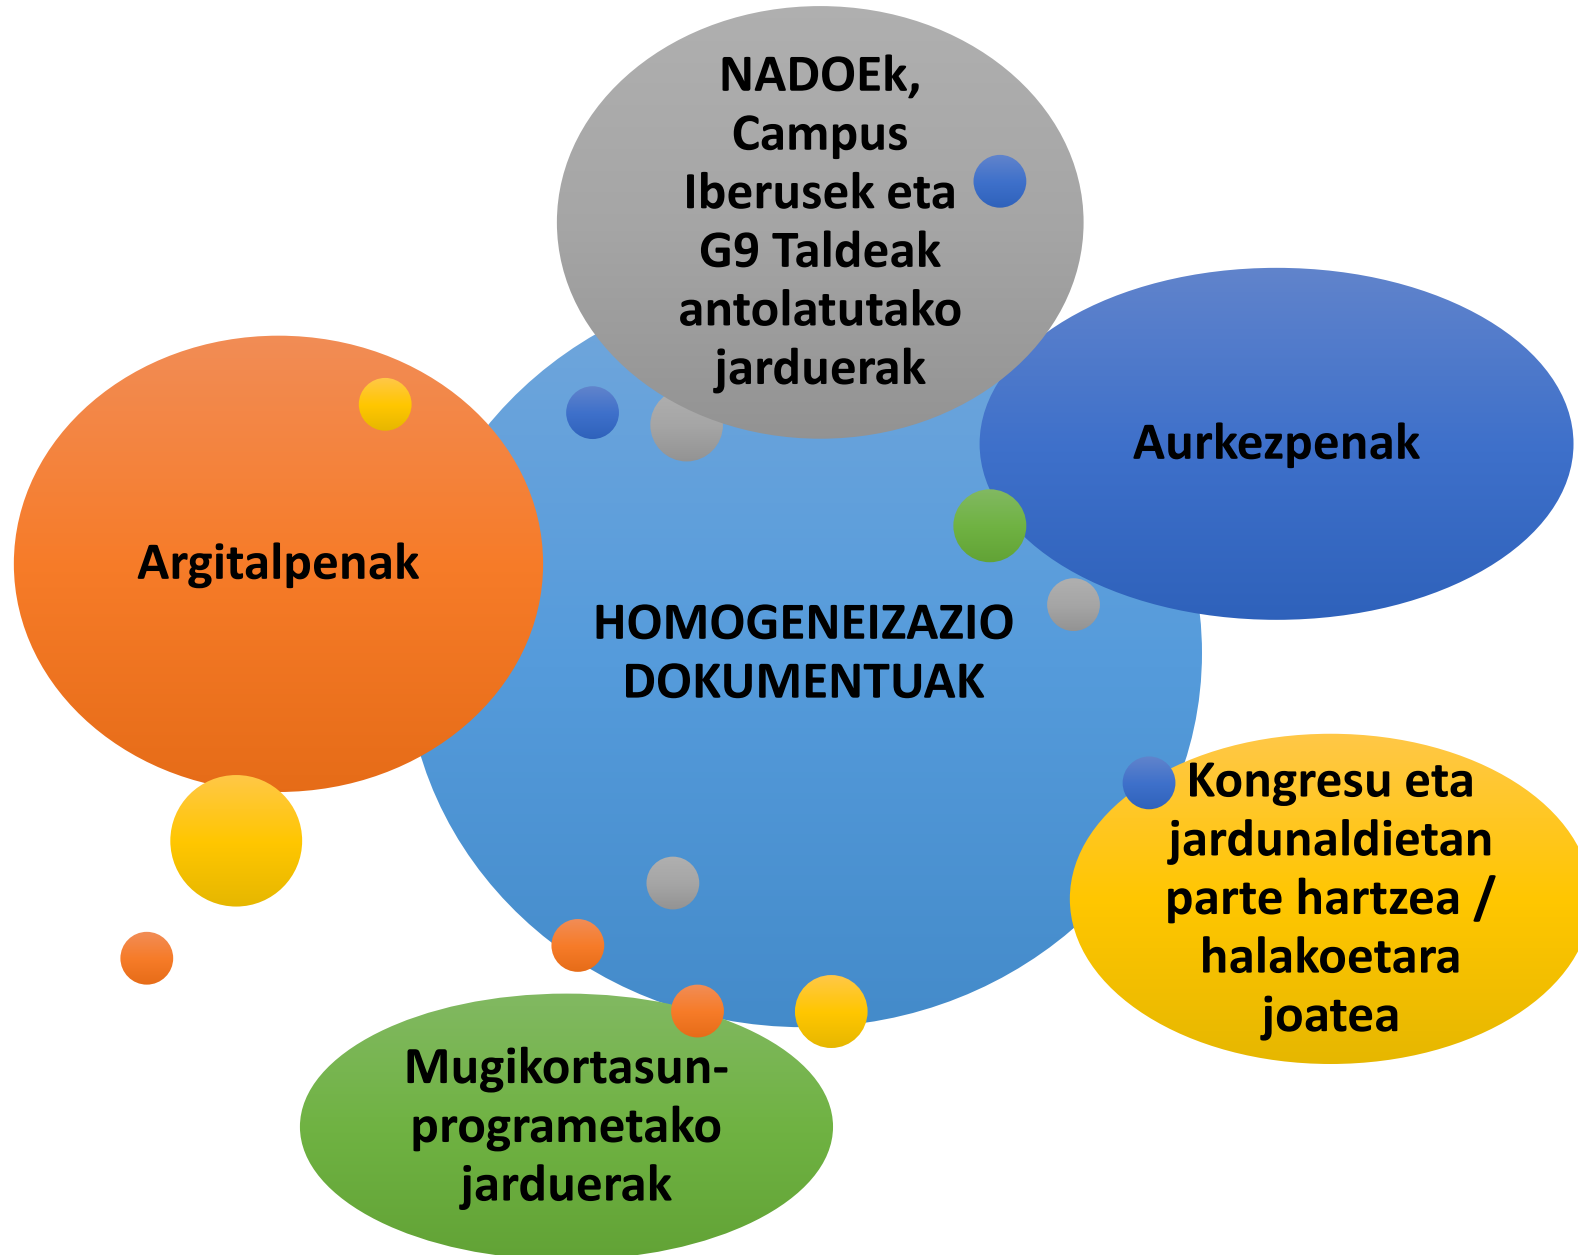 NADOEk,
Campus
Iberusek eta
G9 Taldeak
antolatutako
jarduerak
Aurkezpenak
Argitalpenak
HOMOGENEIZAZIO
DOKUMENTUAK
Kongresu eta
jardunaldietan
parte hartzea /
halakoetara
joatea
Mugikortasun-
programetako
jarduerak